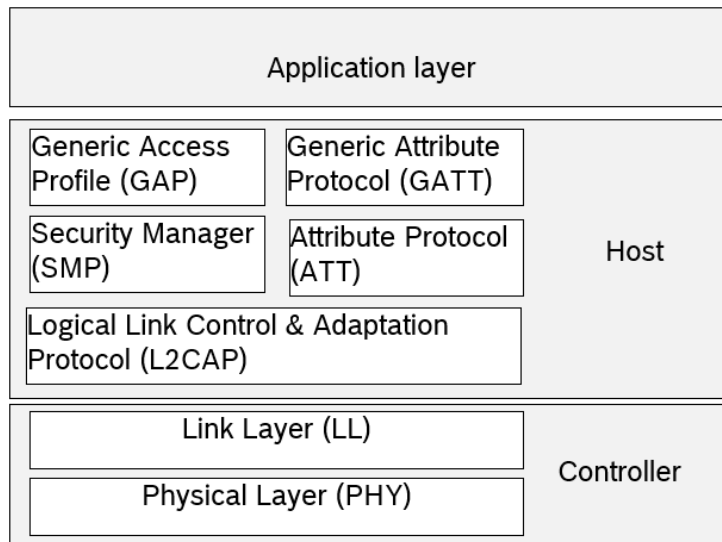 Application layer
Generic Access
Profile (GAP)
Generic Attribute
Protocol (GATT)
Security Manager
(SMP)
Attribute Protocol
(ATT)
Host
Logical Link Control & Adaptation
Protocol (L2CAP)
Link Layer (LL)
Controller
Physical Layer (PHY)